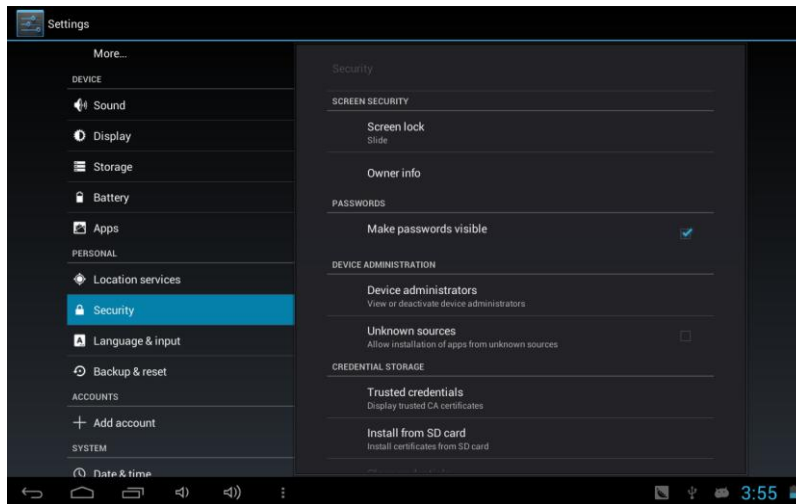 Settings
More...
DEVICE
Sound
Display
Storage
Battery
Apps
PERSONAL
Location services
Security
Language & input
Backup & reset
ACCOUNTS
Add account
SYSTEM
Date & time
Security
SCREEN SECURITY
Screen lock
Slide
Owner info
PASSWORDS
Make passwords visible
DEVICE ADMINISTRATION
Device administrators
View or deactivate device administrators
Unknown sources
Allow installation of apps from unknown sources
CREDENTIAL STORAGE
Trusted credentials
Display trusted CA certificates
Install from SD card
Install certificates from SD card
3:55